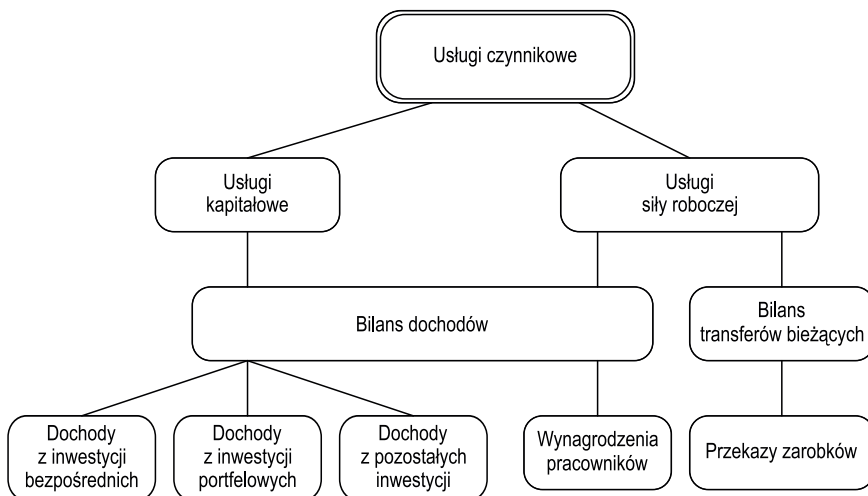 Usługi czynnikowe
Usługi
kapitałowe
Usługi
siły roboczej
Bilans dochodów
Bilans
transferów bieżących
Dochody
z inwestycji
bezpośrednich
Dochody
z inwestycji
portfelowych
Dochody
z pozostałych
inwestycji
Wynagrodzenia
pracowników
Przekazy zarobków